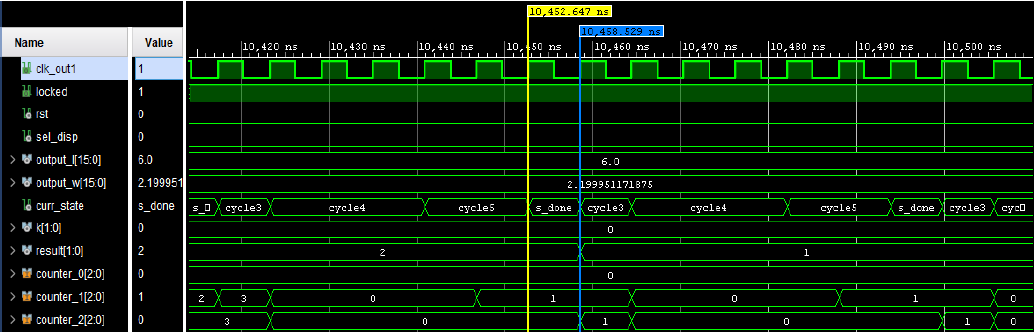 10,452.647 ns
10,458.529 ns
Name Value 10,420 ns 10,430 ns 10,440 ns 10,450 ns 10,460 ns 10,470 ns 10,480 ns 10,490 ns 10,500 ns
clk_out1 1
locked 1
rst 0
sel_disp 0
output_l[15:0] 6.0 6.0
output_w[15:0] 2.199951 2.199951171875
curr_state s_done s_ cycle3 cycle4 cycle5 s_done cycle3 cycle4 cycle5 s_done cycle3 cyc
k[1:0] 0 0
result[1:0] 2 2 1
counter_0[2:0] 0 0
counter_1[2:0] 1 2 3 0 1 0 1 0
counter_2[2:0] 0 3 0 1 0 1 0